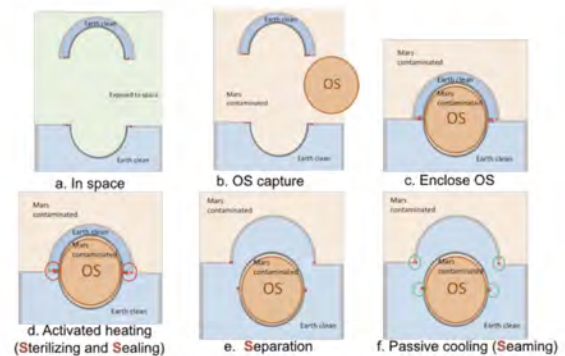 Earth clean
Exposed to space
Earth clean
a. In space
Mars
contaminated
OS
Earth clean
b. OS capture
Mars
contaminated
Earth clean
Mars
contaminated
OS
Earth clean
c. Enclose OS
Mars
contaminated
Earth clean
Mars
contaminated
OS
Earth clean
d. Activated heating
(Sterilizing and Sealing)
Mars
contaminated
Mars
contaminated
OS
Earth clean
e. Separation
Mars
contaminated
Mars
contaminated
OS
Earth clean
f. Passive cooling (Seaming)